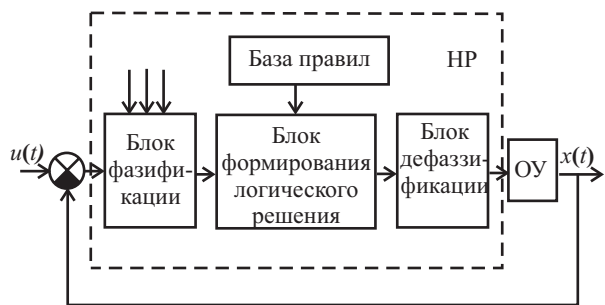 База правил
НР
u(t)
Блок
фазифи-
кации
Блок
формирования
логического
решения
Блок
дефаззи-
фикации
ОУ
x(t)